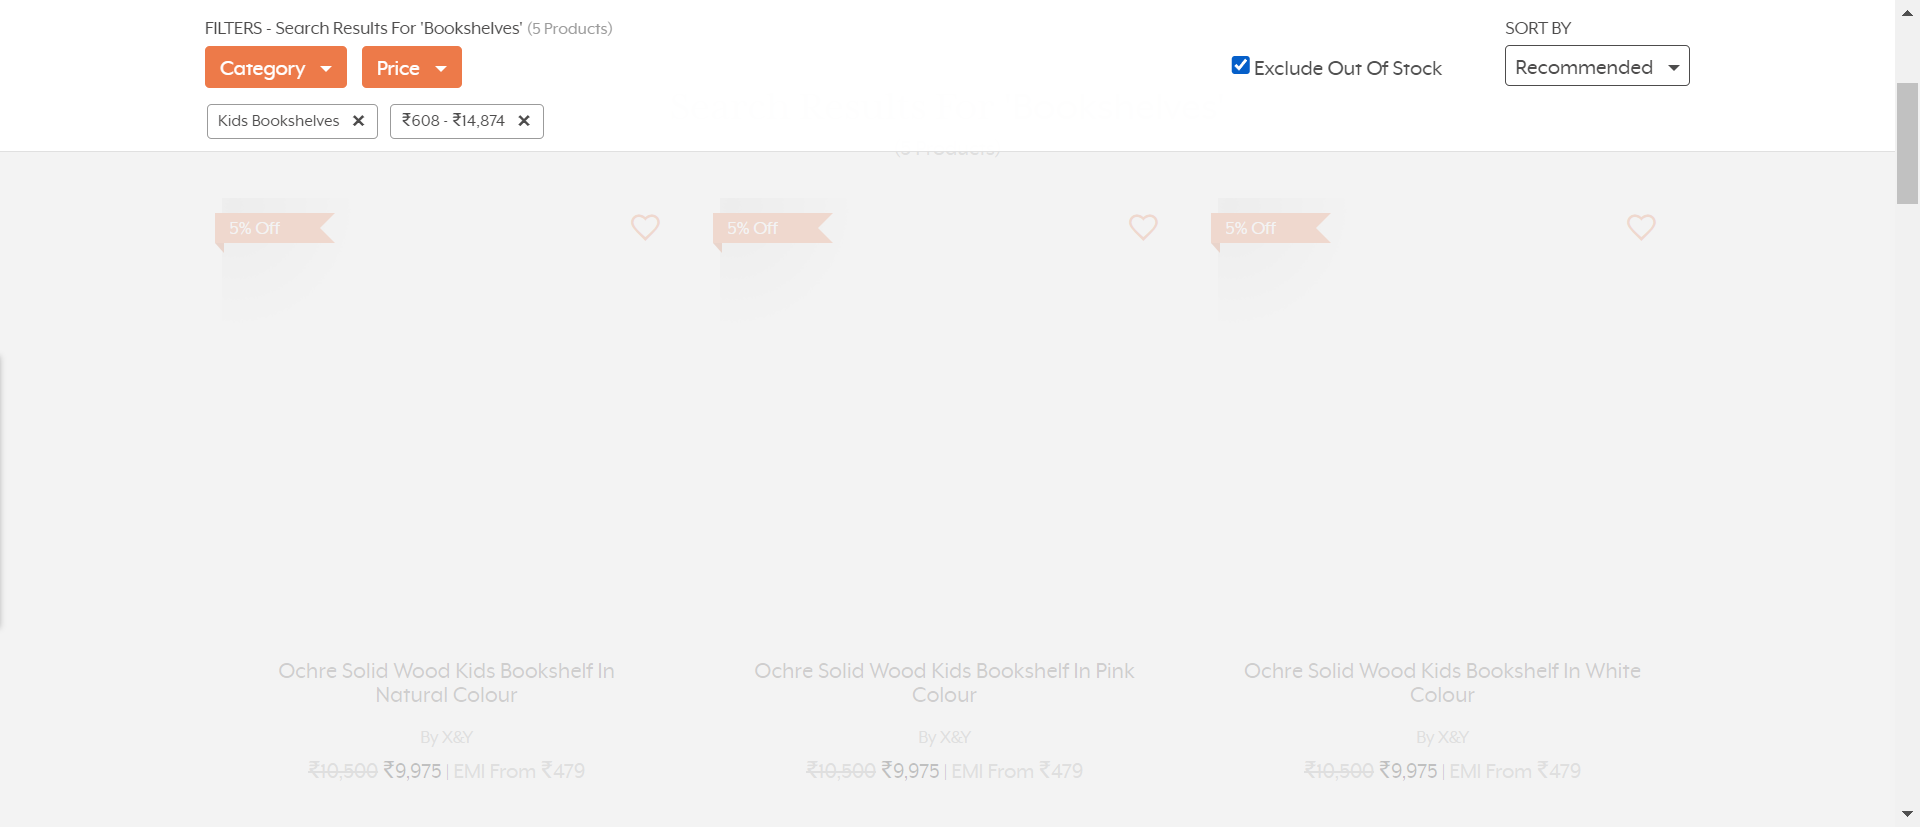 FILTERS - Search Results For 'Bookshelves' (5 Products)
SORT BY
Category
Price
Exclude Out Of Stock
Recommended
Kids Bookshelves ×
₹608 - ₹14,874 ×
(5 Products)
5% Off
5% Off
5% Off
Ochre Solid Wood Kids Bookshelf In
Natural Colour
By X&Y
₹10,500 ₹9,975 | EMI From ₹479
Ochre Solid Wood Kids Bookshelf In Pink
Colour
By X&Y
₹10,500 ₹9,975 | EMI From ₹479
Ochre Solid Wood Kids Bookshelf In White
Colour
By X&Y
₹10,500 ₹9,975 | EMI From ₹479